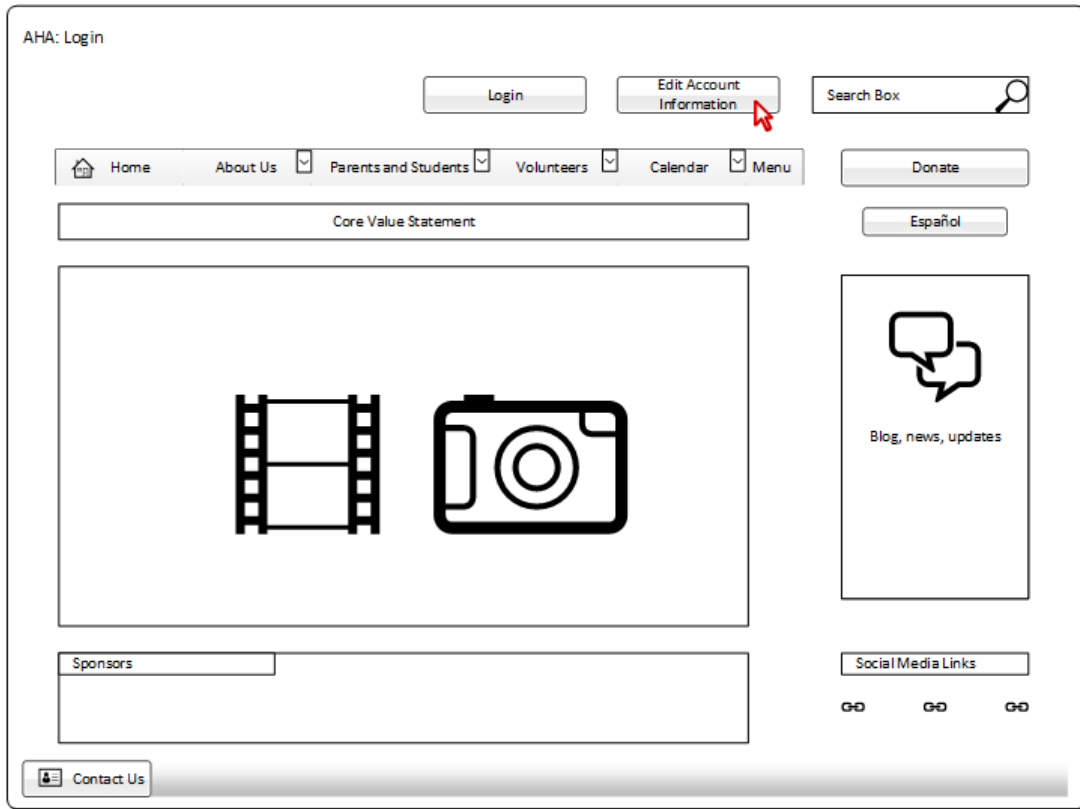 AHA: Login
Login
Edit Account
Information
Search Box
Home
About Us
Parents and Students
Volunteers
Calendar
Menu
Donate
Core Value Statement
Español
Blog, news, updates
Sponsors
Social Media Links
Contact Us